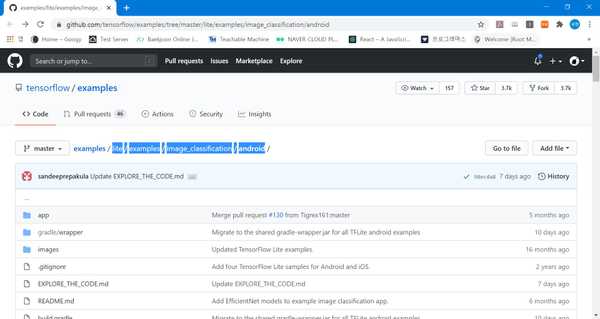 examples/lite/examples/image_
github.com/tensorflow/examples/tree/master/lite/examples/image_classification/android
Home - Goorm Test Server Baekjoon Online J... Teachable Machine NAVER CLOUD PL... React – A JavaScri... 프로그래머스 Welcome :)Root M...
Search or jump to... / Pull requests Issues Marketplace Explore
tensorflow / examples Watch 157 Star 3.7k Fork 3.7k
Code Pull requests 46 Actions Security Insights
master examples / lite / examples / image_classification / android / Go to file Add file
sandeeprepakula Update EXPLORE_THE_CODE.md ... 7 days ago History
..
app Merge pull request #130 from Tigrex161:master 5 months ago
gradle/wrapper Migrate to the shared gradle-wrapper.jar for all TFLite android examples 10 days ago
images Updated TensorFlow Lite examples. 16 months ago
.gitignore Add four TensorFlow Lite samples for Android and iOS. 2 years ago
EXPLORE_THE_CODE.md Update EXPLORE_THE_CODE.md 7 days ago
README.md Add EfficientNet models to example image classification app. 6 months ago
build.gradle Migrate to the shared gradle-wrapper.jar for all TFLite android examples 10 days ago